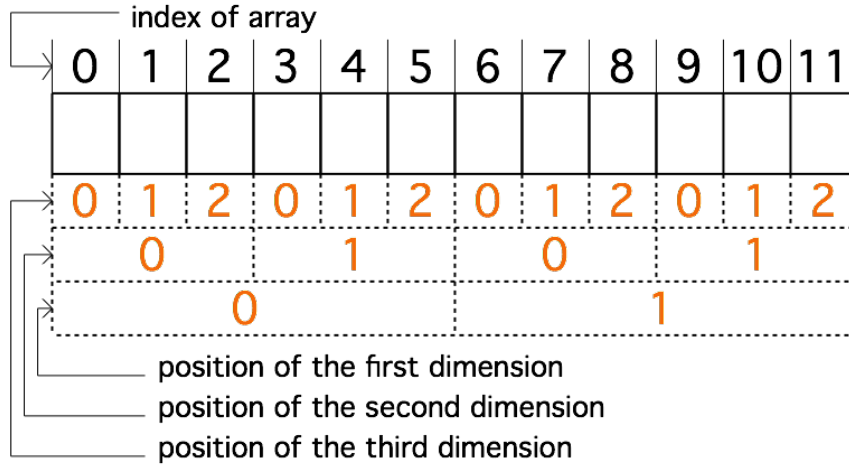 index of array
0 1 2 3 4 5 6 7 8 9 10 11
0 1 2 0 1 2 0 1 2 0 1 2
0 1 0 1
0 1
position of the first dimension
position of the second dimension
position of the third dimension